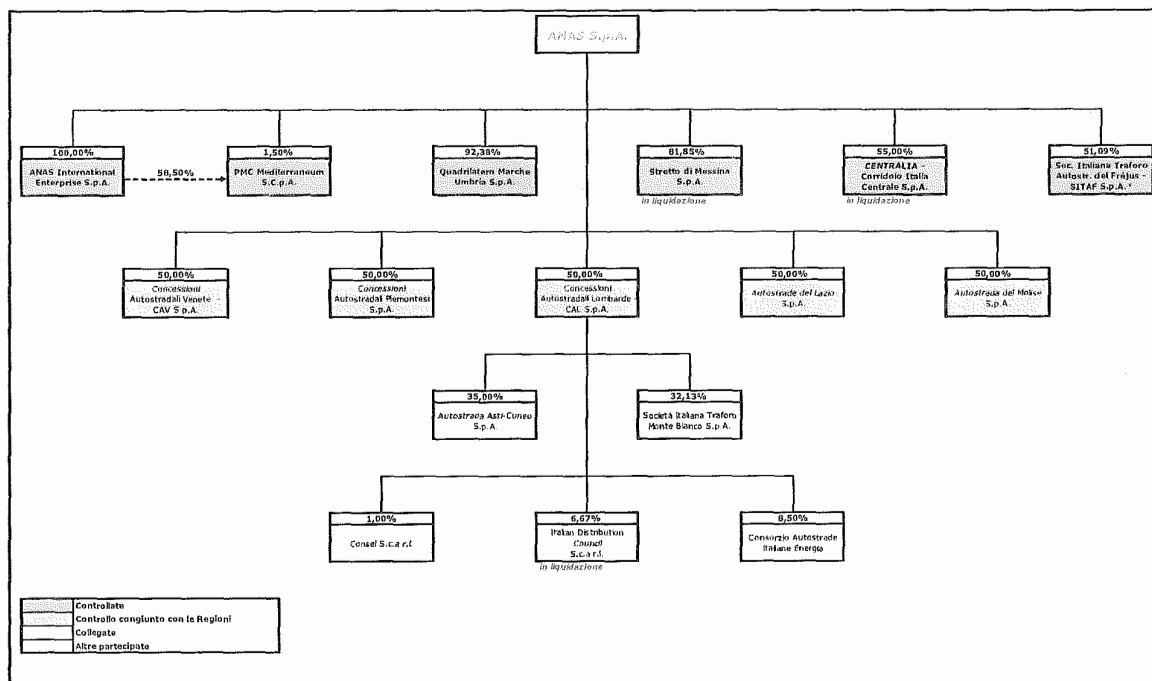 ANAS S.p.A.
100,00%
ANAS International
Enterprise S.p.A.
58,50%
1,50%
PMC Mediterraneum
S.C.p.A.
92,38%
Quadrilatero Marche
Umbria S.p.A.
81,85%
Stretto di Messina
S.p.A.
in liquidazione
55,00%
CENTRALIA -
Corridoio Italia
Centrale S.p.A.
in liquidazione
51,09%
Soc. Italiana Traforo
Autostr. del Fréjus -
SITAF S.p.A. *
50,00%
Concessioni
Autostradali Venete -
CAV S.p.A.
50,00%
Concessioni
Autostradali Piemontesi
S.p.A.
50,00%
Concessioni
Autostradali Lombarde
CAL S.p.A.
50,00%
Autostrade del Lazio
S.p.A.
50,00%
Autostrada del Molise
S.p.A.
35,00%
Autostrada Asti-Cuneo
S.p.A.
32,13%
Società Italiana Traforo
Monte Bianco S.p.A.
1,00%
Consel S.c.a r.l.
6,67%
Italian Distribution
Council
S.c.a r.l.
in liquidazione
8,50%
Consorzio Autostrade
Italiane Energia
Controllate
Controllo congiunto con le Regioni
Collegate
Altre partecipate